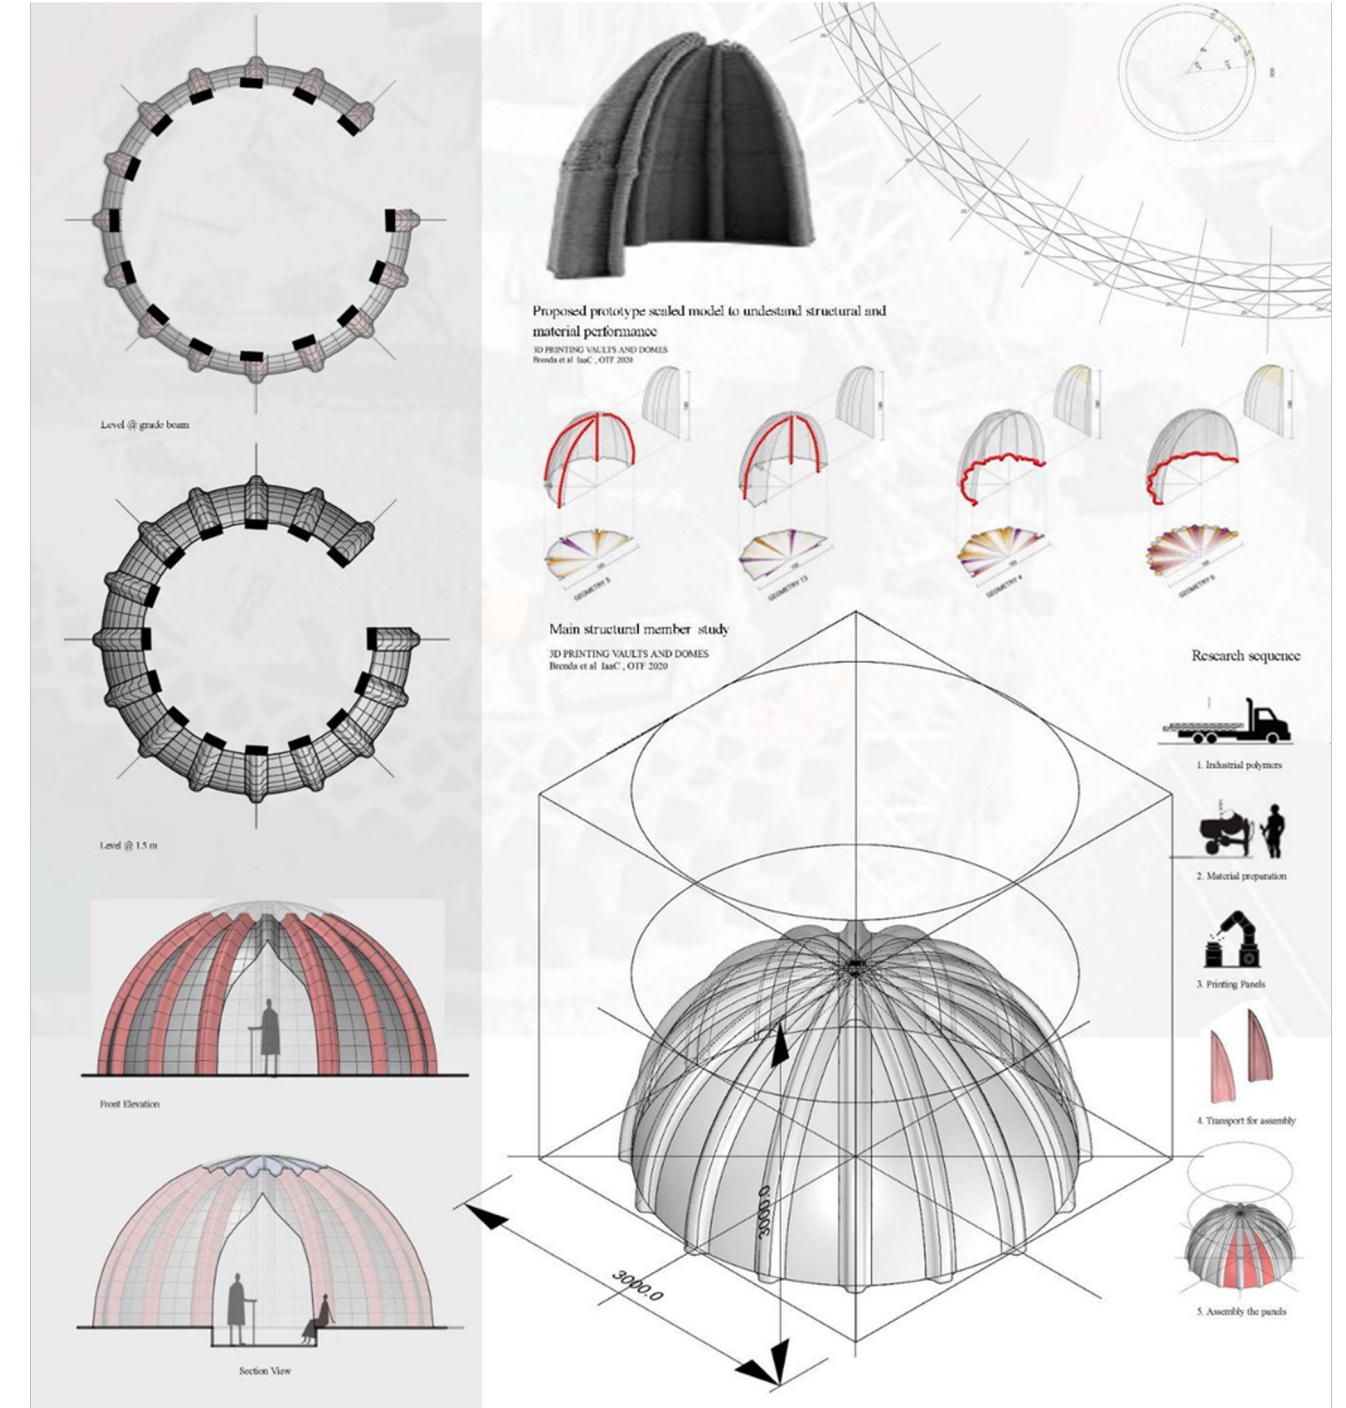 Level @ grade beam
Level @ 1.5 m
Front Elevation
Section View
Proposed prototype scaled model to undestand structural and
material performance
3D PRINTING VAULTS AND DOMES
Brenda et al IaaC , OTF 2020
GEOMETRY 5
GEOMETRY 13
GEOMETRY 4
GEOMETRY 6
Main structural member study
3D PRINTING VAULTS AND DOMES
Brenda et al IaaC , OTF 2020
3000.0
3000.0
Research sequence
1. Industrial polymers
2. Material preparation
3. Printing Panels
4. Transport for assembly
5. Assembly the panels